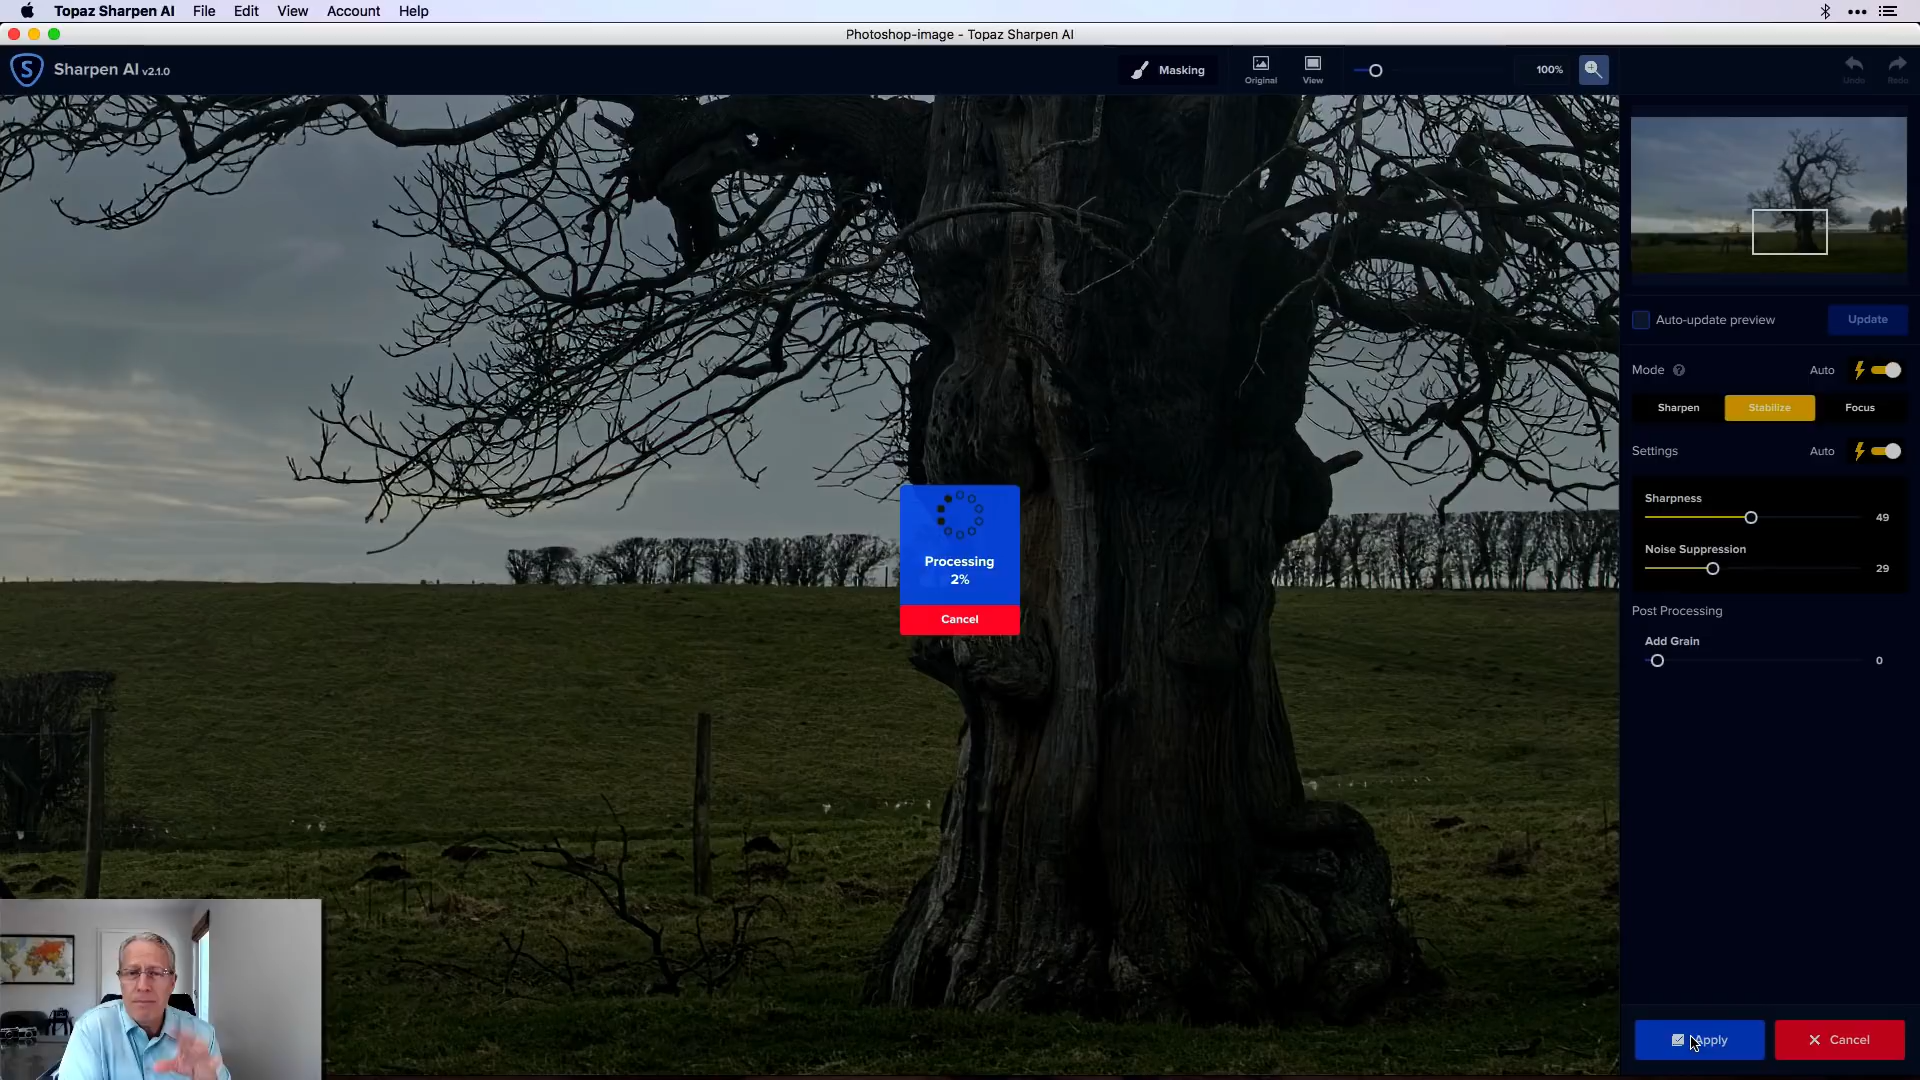 Topaz Sharpen AI File Edit View Account Help
Photoshop-image - Topaz Sharpen AI
Sharpen AI v2.1.0
Masking
Original
View
100%
Undo
Redo
Auto-update preview
Update
Mode ? Auto
Sharpen Stabilize Focus
Settings Auto
Sharpness
49
Noise Suppression
29
Post Processing
Add Grain
0
Processing
2%
Cancel
Apply
Cancel